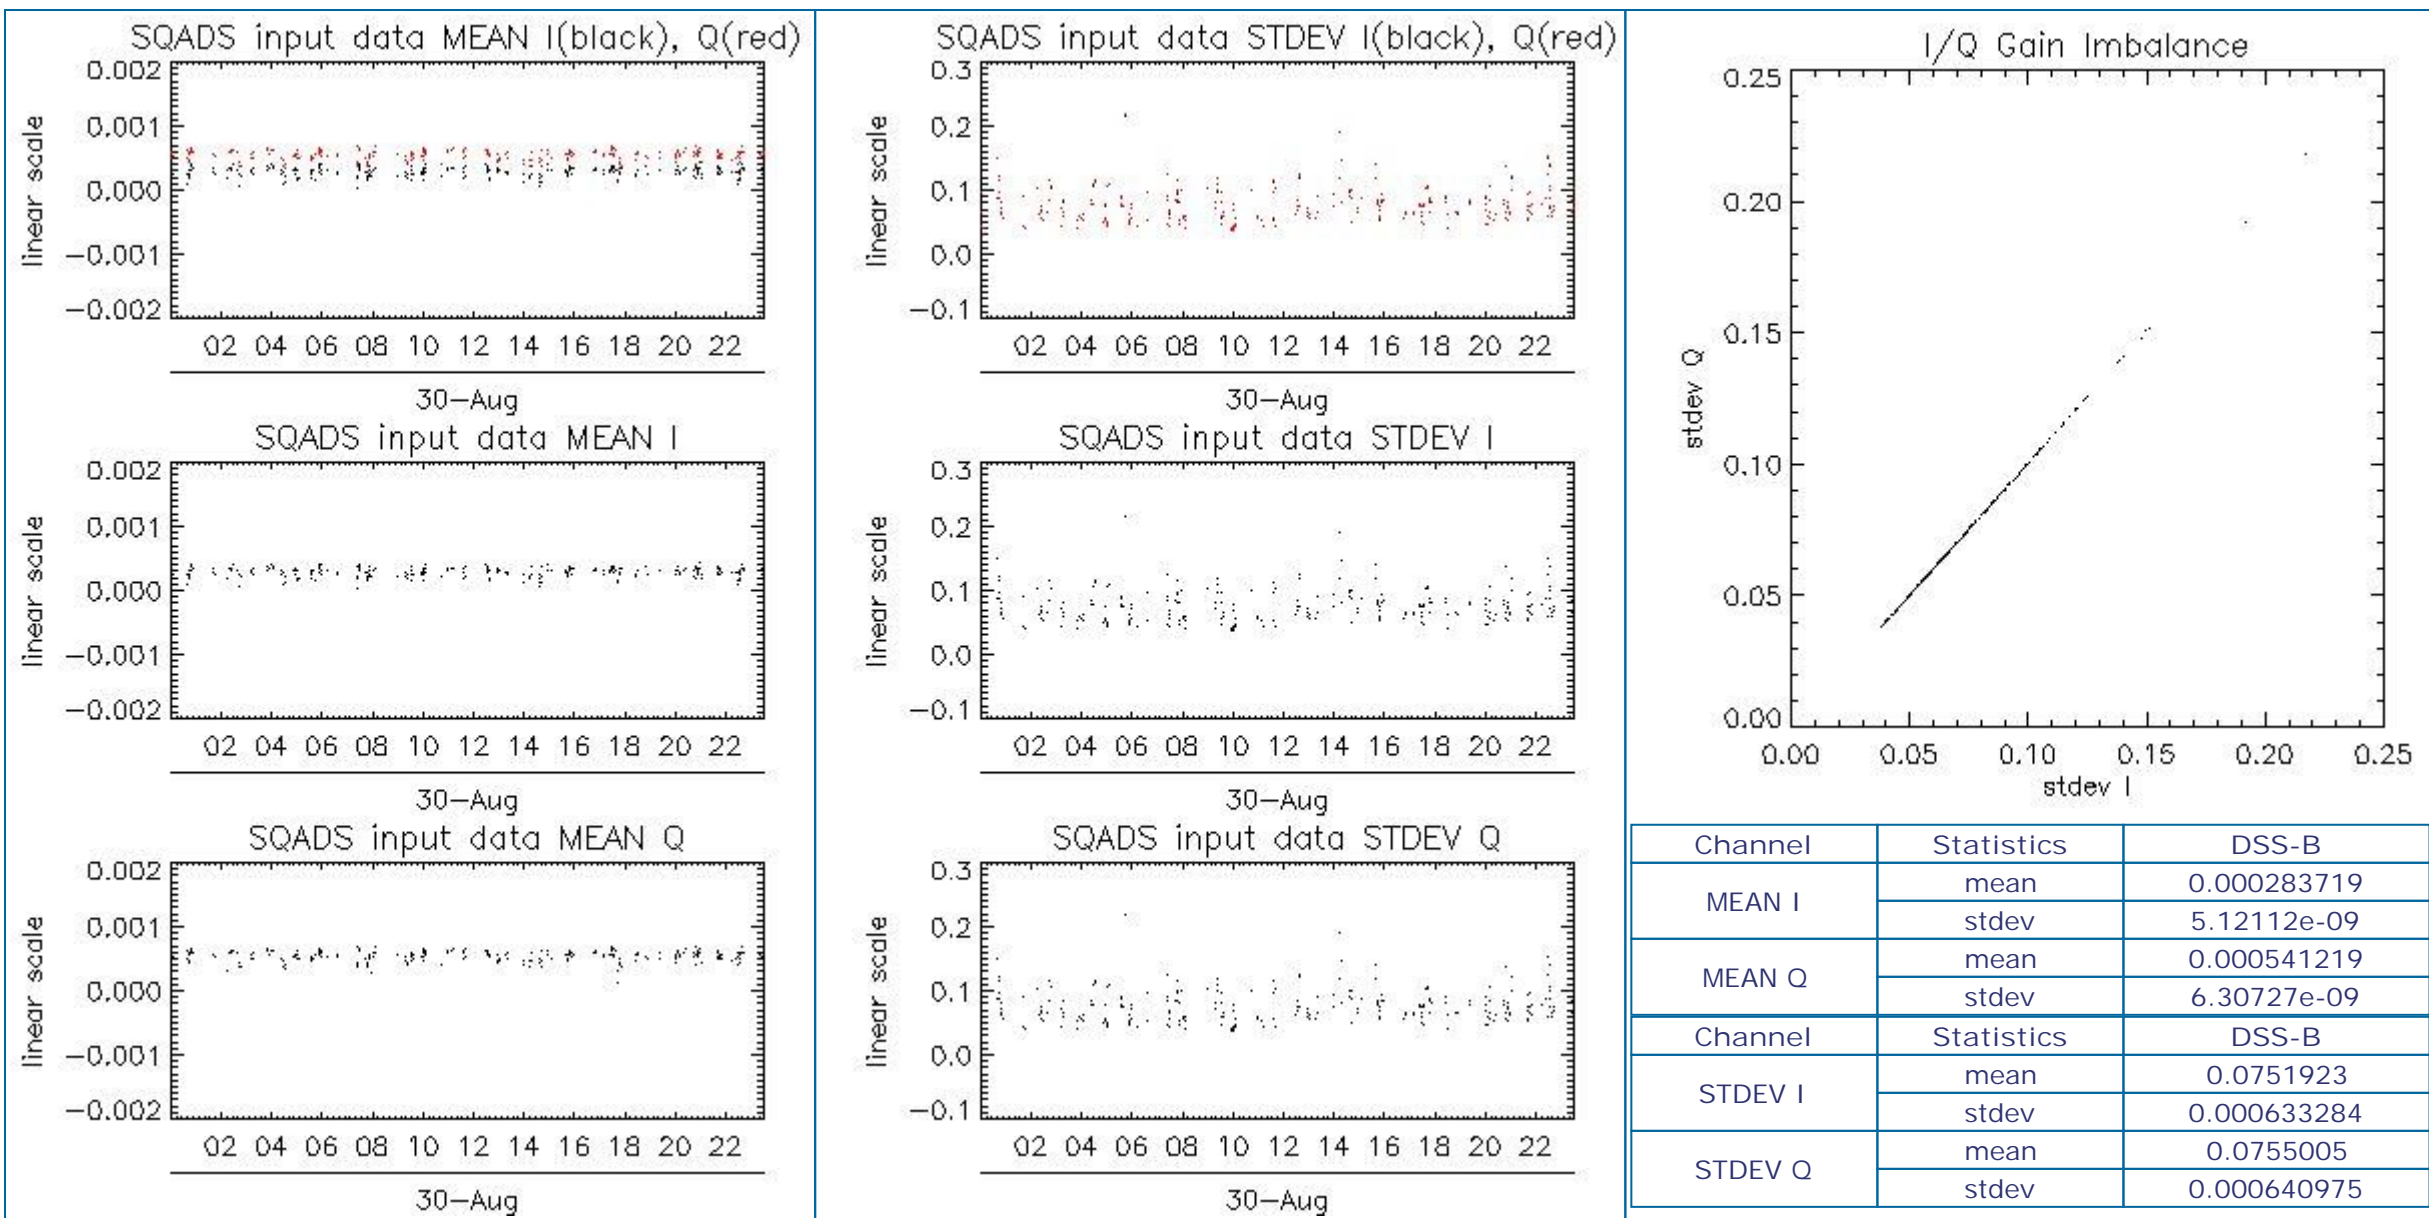 SQADS input data MEAN I(black), Q(red)
linear scale
0.002
0.001
0.000
-0.001
-0.002
02 04 06 08 10 12 14 16 18 20 22
30-Aug
SQADS input data MEAN I
linear scale
0.002
0.001
0.000
-0.001
-0.002
02 04 06 08 10 12 14 16 18 20 22
30-Aug
SQADS input data MEAN Q
linear scale
0.002
0.001
0.000
-0.001
-0.002
02 04 06 08 10 12 14 16 18 20 22
30-Aug
SQADS input data STDEV I(black), Q(red)
linear scale
0.3
0.2
0.1
0.0
-0.1
02 04 06 08 10 12 14 16 18 20 22
30-Aug
SQADS input data STDEV I
linear scale
0.3
0.2
0.1
0.0
-0.1
02 04 06 08 10 12 14 16 18 20 22
30-Aug
SQADS input data STDEV Q
linear scale
0.3
0.2
0.1
0.0
-0.1
02 04 06 08 10 12 14 16 18 20 22
30-Aug
I/Q Gain Imbalance
stdev Q
0.25
0.20
0.15
0.10
0.05
0.00
0.00 0.05 0.10 0.15 0.20 0.25
stdev I
Channel Statistics DSS-B
MEAN I mean 0.000283719
stdev 5.12112e-09
MEAN Q mean 0.000541219
stdev 6.30727e-09
Channel Statistics DSS-B
STDEV I mean 0.0751923
stdev 0.000633284
STDEV Q mean 0.0755005
stdev 0.000640975